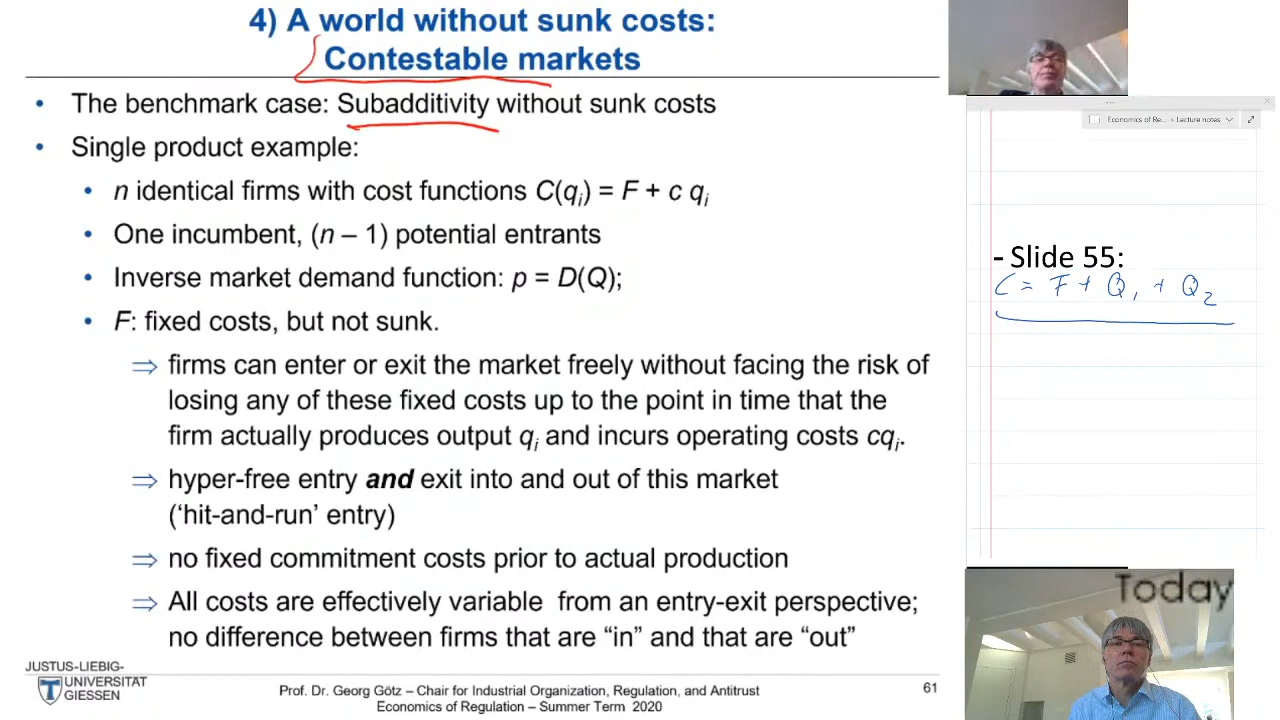 4) A world without sunk costs:
Contestable markets
• The benchmark case: Subadditivity without sunk costs
• Single product example:
• n identical firms with cost functions C(qi) = F + c qi
• One incumbent, (n – 1) potential entrants
• Inverse market demand function: p = D(Q);
• F: fixed costs, but not sunk.
⇒ firms can enter or exit the market freely without facing the risk of
losing any of these fixed costs up to the point in time that the
firm actually produces output qi and incurs operating costs cqi.
⇒ hyper-free entry and exit into and out of this market
('hit-and-run' entry)
⇒ no fixed commitment costs prior to actual production
⇒ All costs are effectively variable from an entry-exit perspective;
no difference between firms that are “in” and that are “out”
JUSTUS-LIEBIG-
UNIVERSITÄT
GIESSEN
Prof. Dr. Georg Götz – Chair for Industrial Organization, Regulation, and Antitrust
Economics of Regulation – Summer Term 2020
61
Economics of Re... › Lecture notes
- Slide 55:
C = F + Q1 + Q2
Today